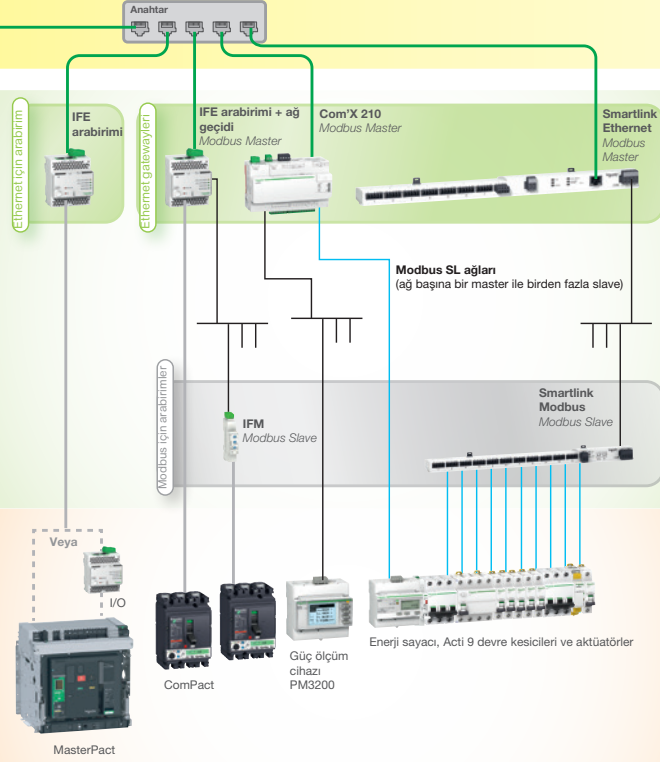 Anahtar
IFE
arabirimi
IFE arabirimi + ağ
geçidi
Modbus Master
Com'X 210
Modbus Master
Smartlink
Ethernet
Modbus
Master
Ethernet için arabirim
Ethernet gatewayleri
Modbus SL ağları
(ağ başına bir master ile birden fazla slave)
Modbus için arabirimler
IFM
Modbus Slave
Smartlink
Modbus
Modbus Slave
Veya
I/O
Enerji sayacı, Acti 9 devre kesicileri ve aktüatörler
Güç ölçüm
cihazı
PM3200
ComPact
MasterPact